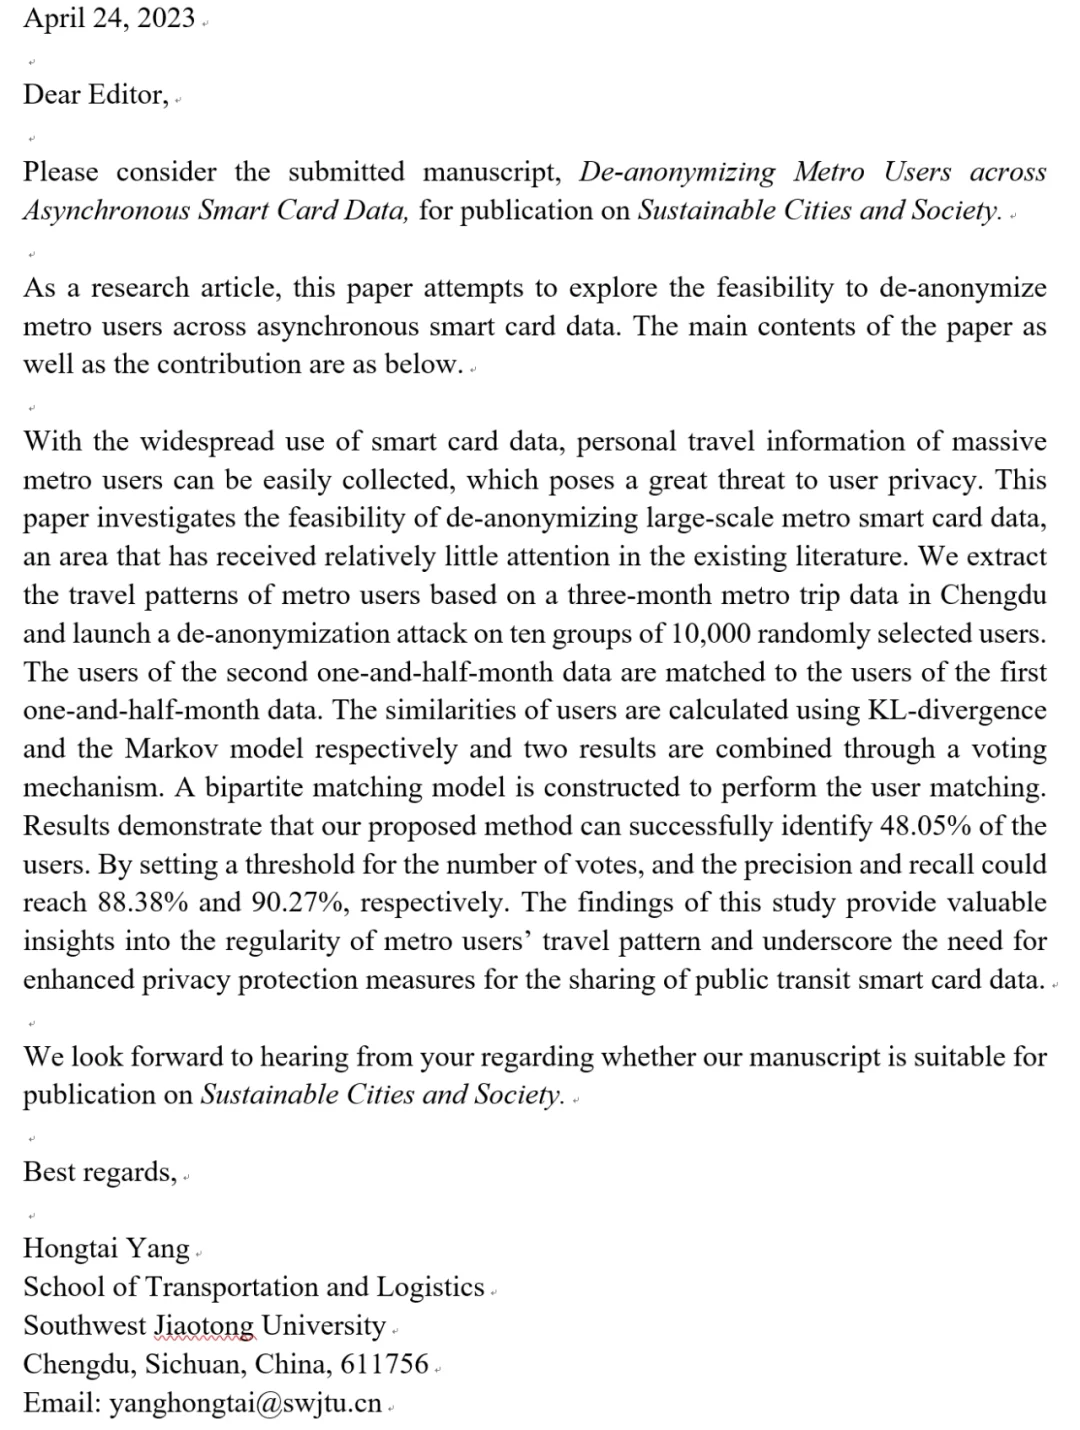 April 24, 2023
Dear Editor,
Please consider the submitted manuscript, De-anonymizing Metro Users across
Asynchronous Smart Card Data, for publication on Sustainable Cities and Society.
As a research article, this paper attempts to explore the feasibility to de-anonymize
metro users across asynchronous smart card data. The main contents of the paper as
well as the contribution are as below.
With the widespread use of smart card data, personal travel information of massive
metro users can be easily collected, which poses a great threat to user privacy. This
paper investigates the feasibility of de-anonymizing large-scale metro smart card data,
an area that has received relatively little attention in the existing literature. We extract
the travel patterns of metro users based on a three-month metro trip data in Chengdu
and launch a de-anonymization attack on ten groups of 10,000 randomly selected users.
The users of the second one-and-half-month data are matched to the users of the first
one-and-half-month data. The similarities of users are calculated using KL-divergence
and the Markov model respectively and two results are combined through a voting
mechanism. A bipartite matching model is constructed to perform the user matching.
Results demonstrate that our proposed method can successfully identify 48.05% of the
users. By setting a threshold for the number of votes, and the precision and recall could
reach 88.38% and 90.27%, respectively. The findings of this study provide valuable
insights into the regularity of metro users’ travel pattern and underscore the need for
enhanced privacy protection measures for the sharing of public transit smart card data.
We look forward to hearing from your regarding whether our manuscript is suitable for
publication on Sustainable Cities and Society.
Best regards,
Hongtai Yang
School of Transportation and Logistics
Southwest Jiaotong University
Chengdu, Sichuan, China, 611756
Email: yanghongtai@swjtu.cn